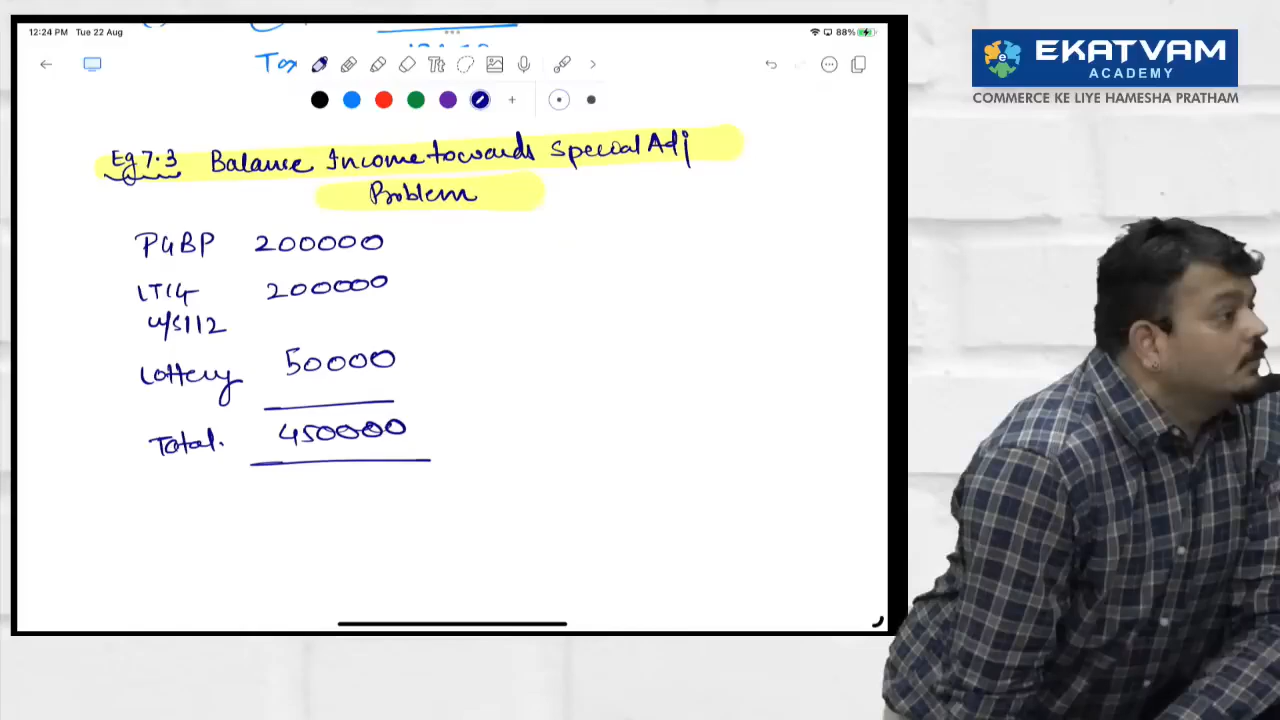 12:24 PM Tue 22 Aug
88%
Tax
EKATVAM
ACADEMY
COMMERCE KE LIYE HAMESHA PRATHAM
Eg 7.3 Balance Income towards Special Adj
Problem
PGBP 200000
LTCG 200000
u/s 112
Lottery 50000
Total. 450000